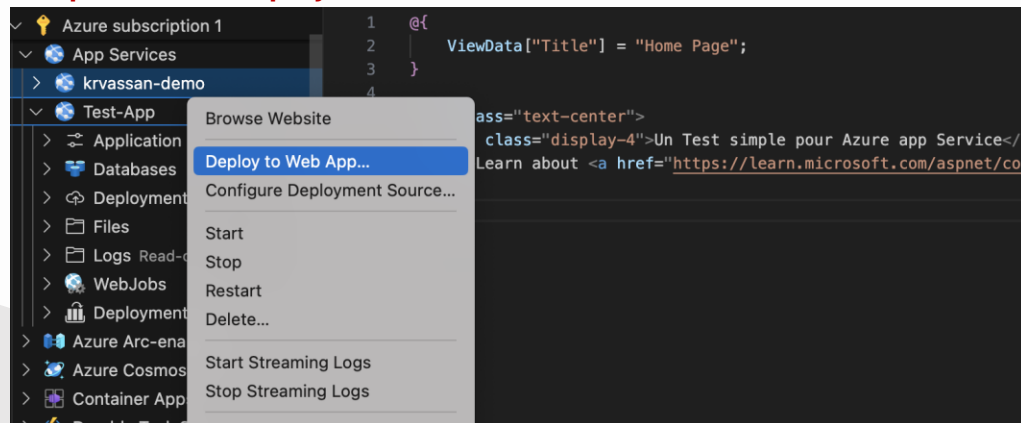 Azure subscription 1
App Services
krvassan-demo
Test-App
Application
Databases
Deployment
Files
Logs Read-
WebJobs
Deployment
Azure Arc-ena
Azure Cosmos
Container App
Browse Website
Deploy to Web App...
Configure Deployment Source...
Start
Stop
Restart
Delete...
Start Streaming Logs
Stop Streaming Logs
1 @{
2 ViewData["Title"] = "Home Page";
3 }
4
ass="text-center">
class="display-4">Un Test simple pour Azure app Service</
Learn about <a href="https://learn.microsoft.com/aspnet/co